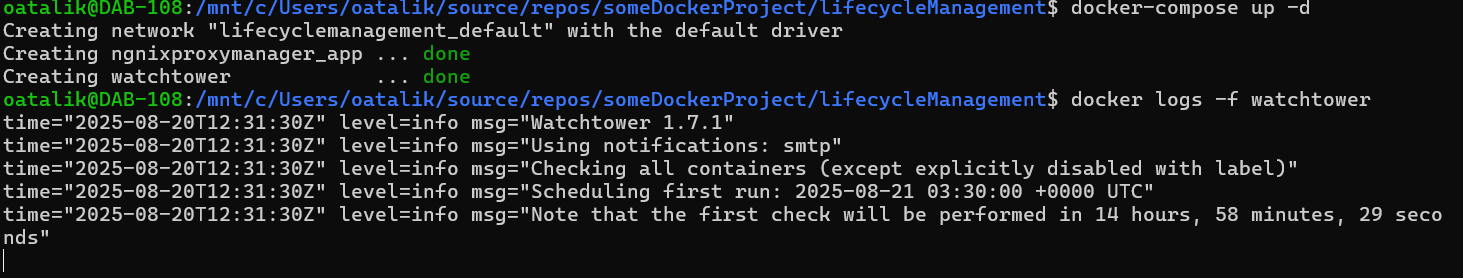 oatalik@DAB-108:/mnt/c/Users/oatalik/source/repos/someDockerProject/lifecycleManagement$ docker-compose up -d
Creating network "lifecyclemanagement_default" with the default driver
Creating ngnixproxymanager_app ... done
Creating watchtower            ... done
oatalik@DAB-108:/mnt/c/Users/oatalik/source/repos/someDockerProject/lifecycleManagement$ docker logs -f watchtower
time="2025-08-20T12:31:30Z" level=info msg="Watchtower 1.7.1"
time="2025-08-20T12:31:30Z" level=info msg="Using notifications: smtp"
time="2025-08-20T12:31:30Z" level=info msg="Checking all containers (except explicitly disabled with label)"
time="2025-08-20T12:31:30Z" level=info msg="Scheduling first run: 2025-08-21 03:30:00 +0000 UTC"
time="2025-08-20T12:31:30Z" level=info msg="Note that the first check will be performed in 14 hours, 58 minutes, 29 seco
nds"